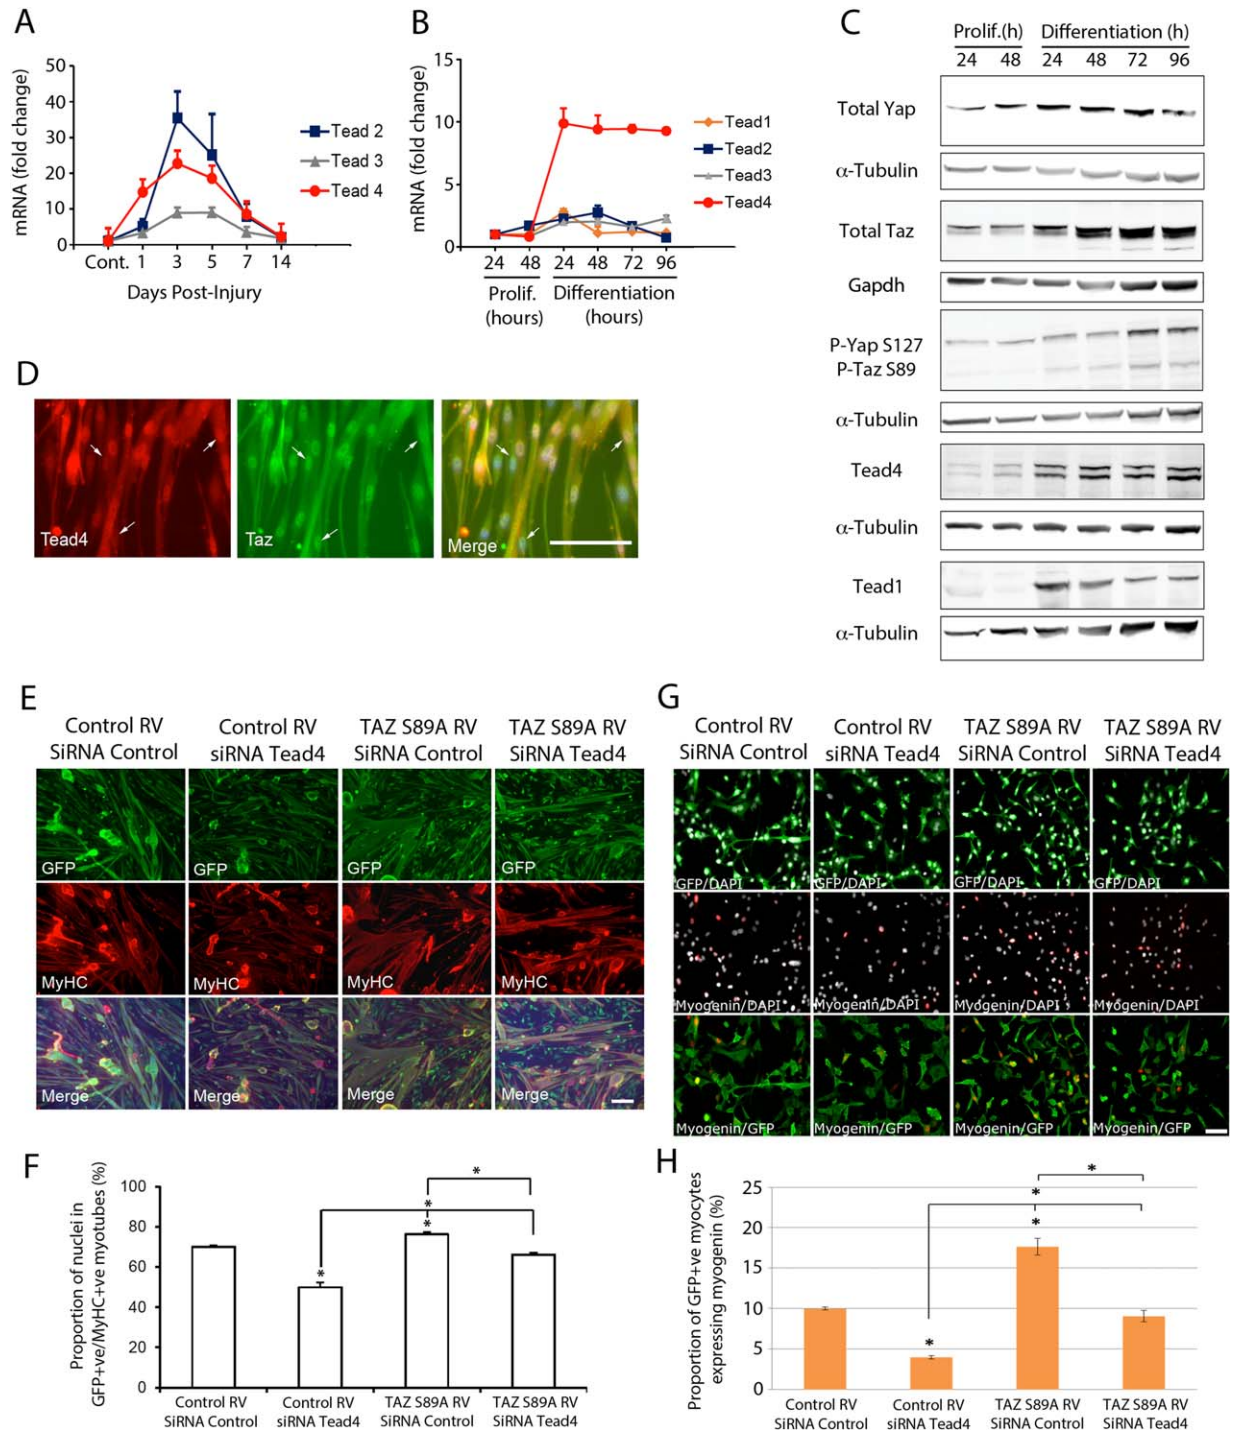 A
mRNA (fold change)
50
40
30
20
10
0
Cont. 1 3 5 7 14
Days Post-Injury
Tead 2
Tead 3
Tead 4
B
mRNA (fold change)
15
10
5
0
24 48 24 48 72 96
Prolif. Differentiation
(hours) (hours)
Tead1
Tead2
Tead3
Tead4
C
Prolif.(h) Differentiation (h)
24 48 24 48 72 96
Total Yap
α-Tubulin
Total Taz
Gapdh
P-Yap S127
P-Taz S89
α-Tubulin
Tead4
α-Tubulin
Tead1
α-Tubulin
D
Tead4 Taz Merge
E
Control RV Control RV TAZ S89A RV TAZ S89A RV
SiRNA Control siRNA Tead4 SiRNA Control SiRNA Tead4
GFP GFP GFP GFP
MyHC MyHC MyHC MyHC
Merge Merge Merge Merge
G
Control RV Control RV TAZ S89A RV TAZ S89A RV
SiRNA Control siRNA Tead4 SiRNA Control SiRNA Tead4
GFP/DAPI GFP/DAPI GFP/DAPI GFP/DAPI
Myogenin/DAPI Myogenin/DAPI Myogenin/DAPI Myogenin/DAPI
Myogenin/GFP Myogenin/GFP Myogenin/GFP Myogenin/GFP
F
Proportion of nuclei in
GFP+ve/MyHC+ve myotubes (%)
100
80
60
40
20
0
* * * *
Control RV Control RV TAZ S89A RV TAZ S89A RV
SiRNA Control siRNA Tead4 SiRNA Control SiRNA Tead4
H
Proportion of GFP+ve myocytes
expressing myogenin (%)
25
20
15
10
5
0
* * * *
Control RV Control RV TAZ S89A RV TAZ S89A RV
SiRNA Control siRNA Tead4 SiRNA Control SiRNA Tead4